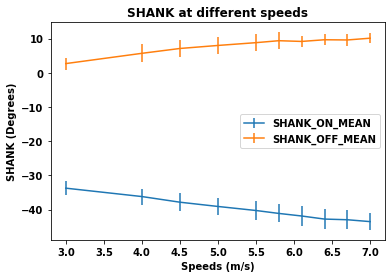 SHANK at different speeds
SHANK (Degrees)
10
0
−10
−20
−30
−40
SHANK_ON_MEAN
SHANK_OFF_MEAN
3.0 3.5 4.0 4.5 5.0 5.5 6.0 6.5 7.0
Speeds (m/s)